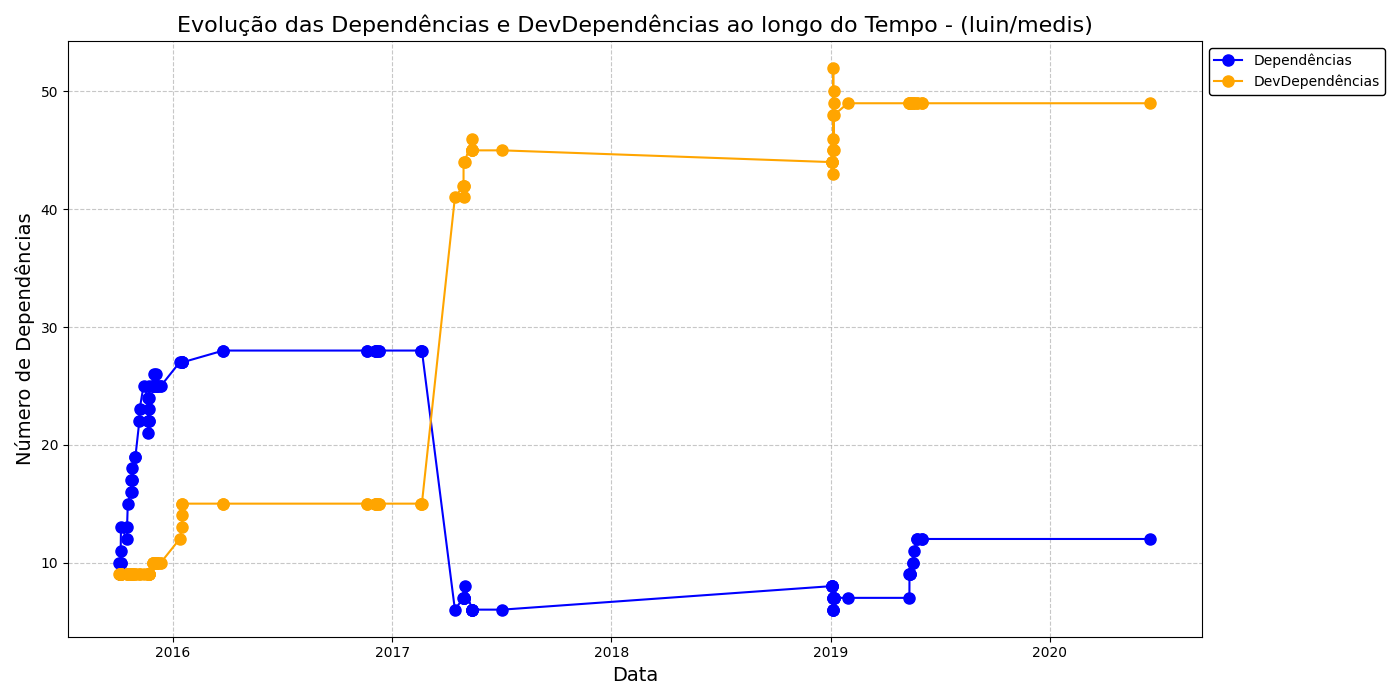 Evolução das Dependências e DevDependências ao longo do Tempo - (luin/medis)
Dependências
DevDependências
Número de Dependências
50
40
30
20
10
2016
2017
2018
2019
2020
Data